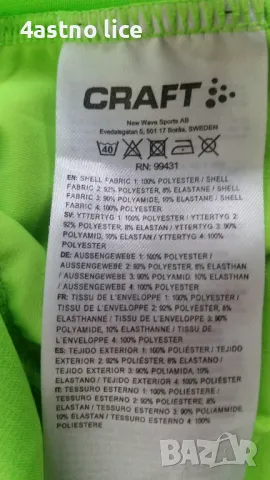 4astno lice
CRAFT
New Wave Sports AB
Evedalsgatan 5, 501 17 Borås, SWEDEN
40
RN: 99431
EN: SHELL FABRIC 1: 100% POLYESTER / SHELL
FABRIC 2: 92% POLYESTER, 8% ELASTANE / SHELL
FABRIC 3: 90% POLYAMIDE, 10% ELASTANE / SHELL
FABRIC 4: 100% POLYESTER
SV: YTTERTYG 1: 100% POLYESTER / YTTERTYG 2:
92% POLYESTER, 8% ELASTAN / YTTERTYG 3: 90%
POLYAMID, 10% ELASTAN / YTTERTYG 4: 100%
POLYESTER
DE: AUSSENGEWEBE 1: 100% POLYESTER /
AUSSENGEWEBE 2: 92% POLYESTER, 8% ELASTHAN
/ AUSSENGEWEBE 3: 90% POLYAMID, 10% ELASTHAN
/ AUSSENGEWEBE 4: 100% POLYESTER
FR: TISSU DE L'ENVELOPPE 1: 100% POLYESTER /
TISSU DE L'ENVELOPPE 2: 92% POLYESTER, 8%
ELASTHANNE / TISSU DE L'ENVELOPPE 3: 90%
POLYAMIDE, 10% ELASTHANNE / TISSU DE
L'ENVELOPPE 4: 100% POLYESTER
ES: TEJIDO EXTERIOR 1: 100% POLIÉSTER / TEJIDO
EXTERIOR 2: 92% POLIÉSTER, 8% ELASTANO /
TEJIDO EXTERIOR 3: 90% POLIAMIDA, 10%
ELASTANO / TEJIDO EXTERIOR 4: 100% POLIÉSTER
IT: TESSURO ESTERNO 1: 100% POLIESTERE /
TESSURO ESTERNO 2: 92% POLIESTERE, 8%
ELASTAN / TESSURO ESTERNO 3: 90% POLIAMMIDE,
10% ELASTAN / TESSURO ESTERNO 4: 100%
POLIESTERE
BAZAR